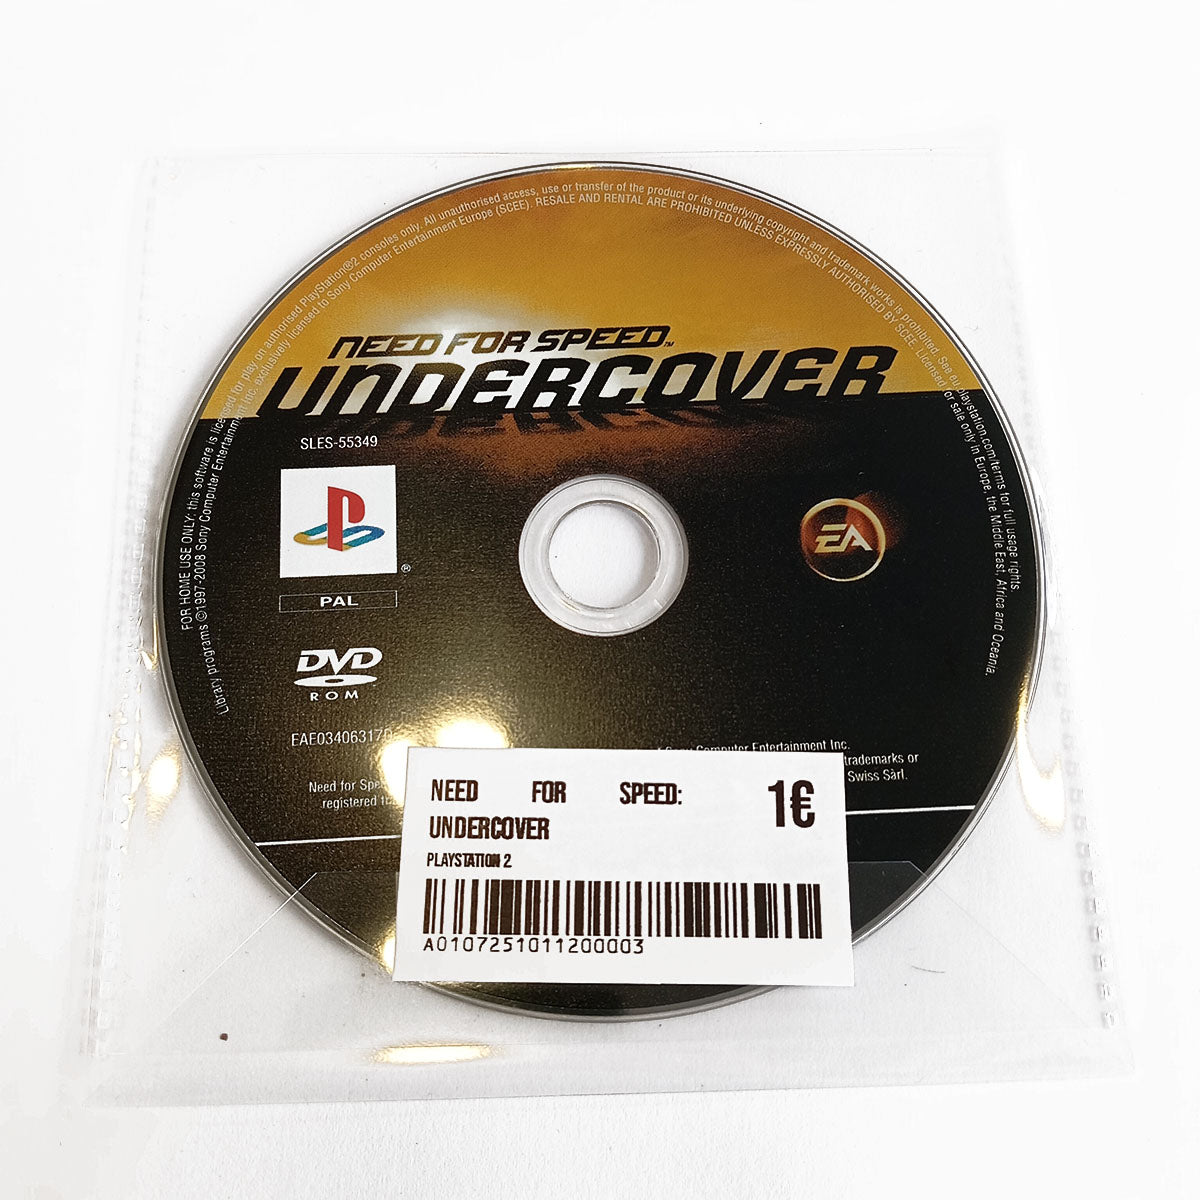 FOR HOME USE ONLY: this software is licensed for play on authorised PlayStation®2 consoles only. All unauthorised access, use or transfer of the product or its underlying copyright and trademark works is prohibited. See eu.playstation.com/terms for full usage rights.
Library programs ©1997-2008 Sony Computer Entertainment Inc. exclusively licensed to Sony Computer Entertainment Europe (SCEE). RESALE AND RENTAL ARE PROHIBITED UNLESS EXPRESSLY AUTHORISED BY SCEE. Licensed for sale only in Europe, the Middle East, Africa and Oceania.
NEED FOR SPEED™
UNDERCOVER
SLES-55349
®
EA
PAL
DVD
ROM
EAE03406317D
Sony Computer Entertainment Inc.
Need for trademarks or
registered Swiss Sàrl.
NEED FOR SPEED: 1€
UNDERCOVER
PLAYSTATION 2
A0107251011200003